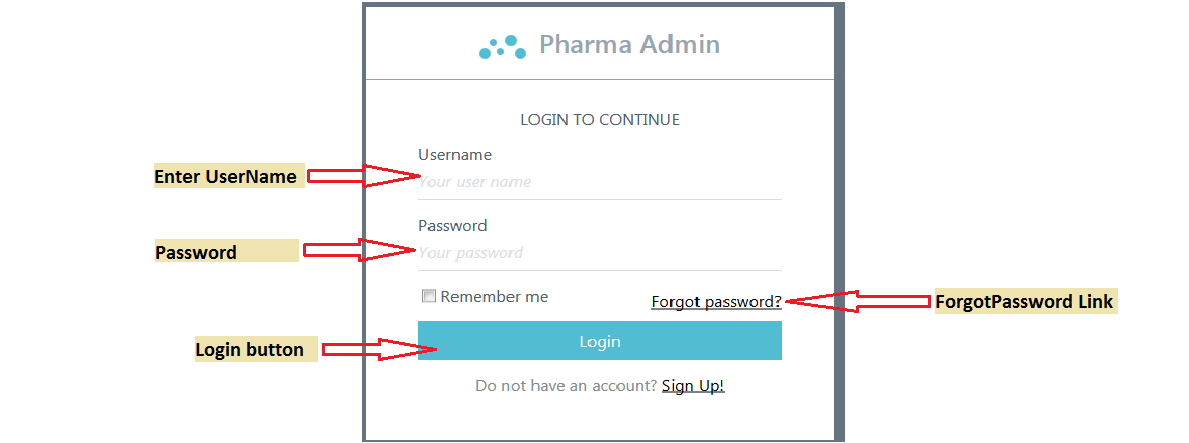 Pharma Admin
LOGIN TO CONTINUE
Username
Enter UserName
Your user name
Password
Password
Your password
Remember me
Forgot password?
ForgotPassword Link
Login button
Login
Do not have an account? Sign Up!